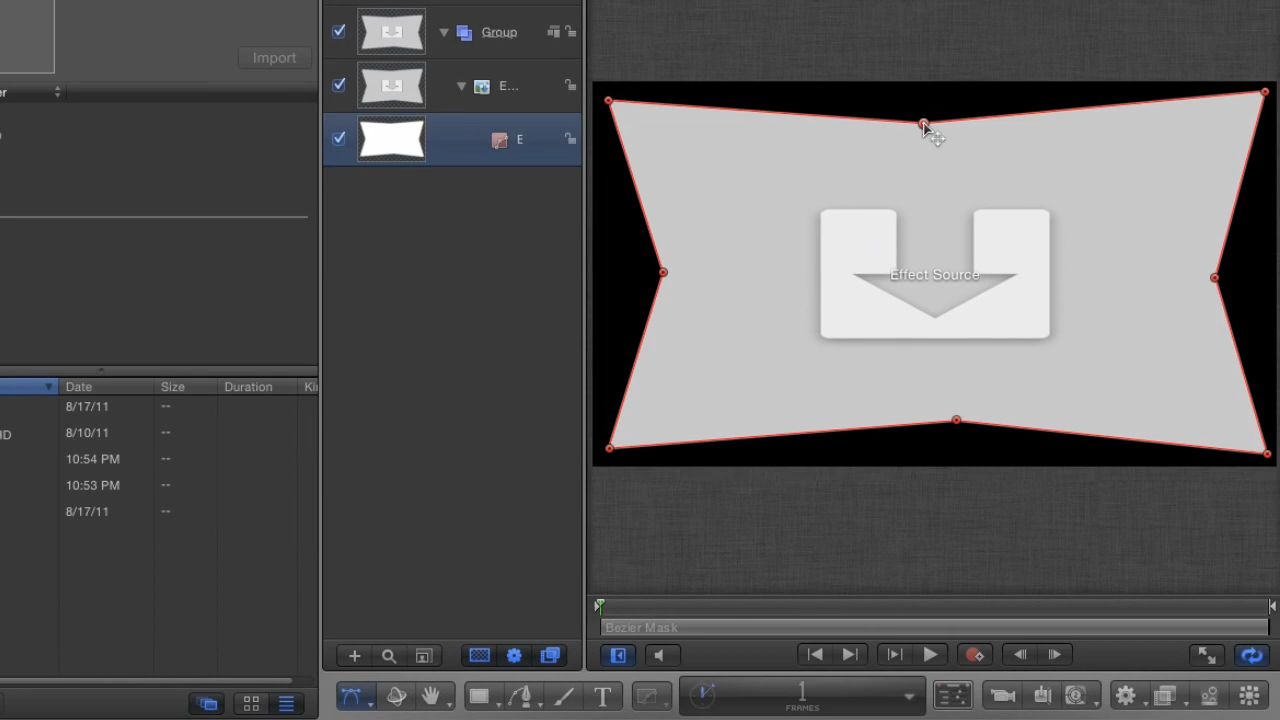 Import
er
Group
E...
E
Effect Source
Date Size Duration Ki
8/17/11 --
HD 8/10/11 --
10:54 PM --
10:53 PM --
8/17/11 --
Bezier Mask
T
1
FRAMES